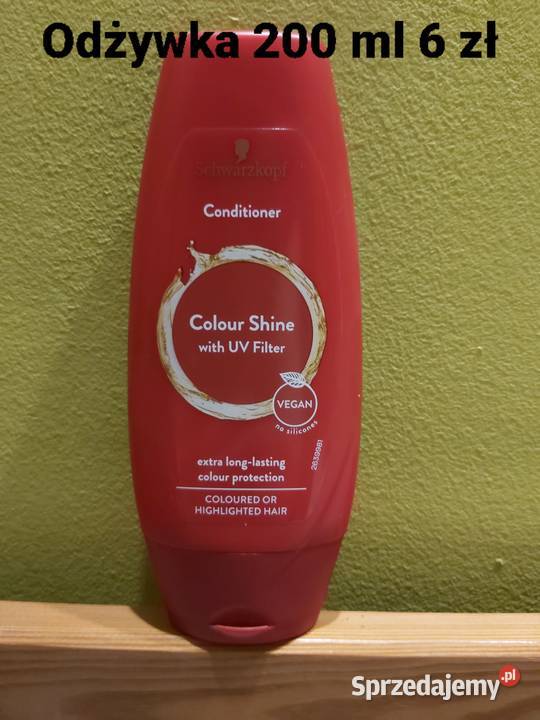 Odżywka 200 ml 6 zł
Schwarzkopf
Conditioner
Colour Shine
with UV Filter
VEGAN
no silicones
2639981
extra long-lasting
colour protection
COLOURED OR
HIGHLIGHTED HAIR
Sprzedajemy.pl